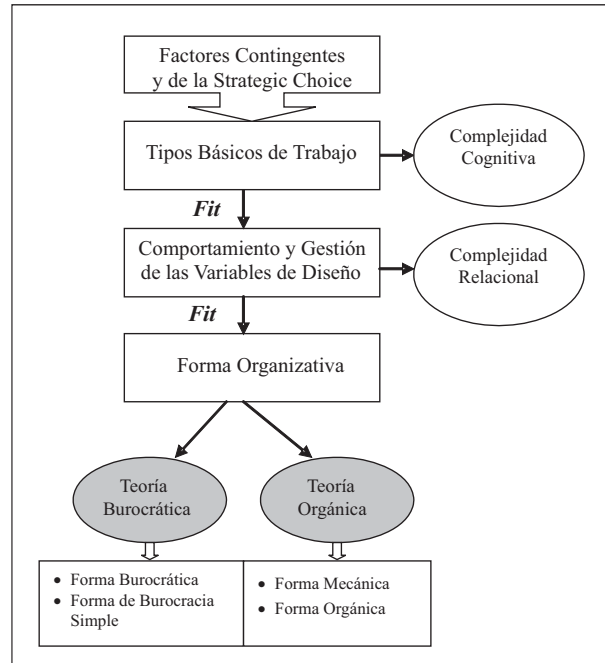 Factores Contingentes
y de la Strategic Choice
Tipos Básicos de Trabajo
Complejidad
Cognitiva
Fit
Comportamiento y Gestión
de las Variables de Diseño
Complejidad
Relacional
Fit
Forma Organizativa
Teoría
Burocrática
Teoría
Orgánica
• Forma Burocrática
• Forma de Burocracia
Simple
• Forma Mecánica
• Forma Orgánica